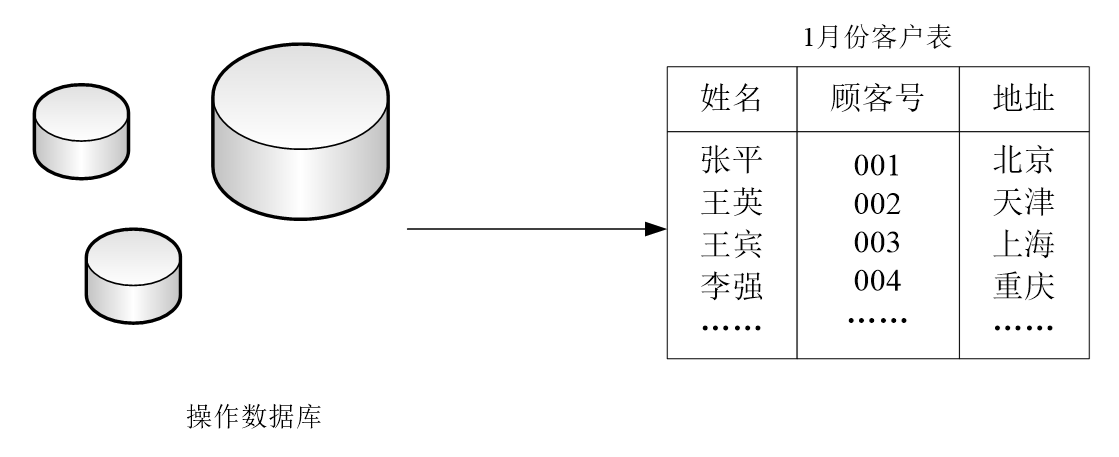 1月份客户表
姓名 顾客号 地址
张平 001 北京
王英 002 天津
王宾 003 上海
李强 004 重庆
…… …… ……
操作数据库